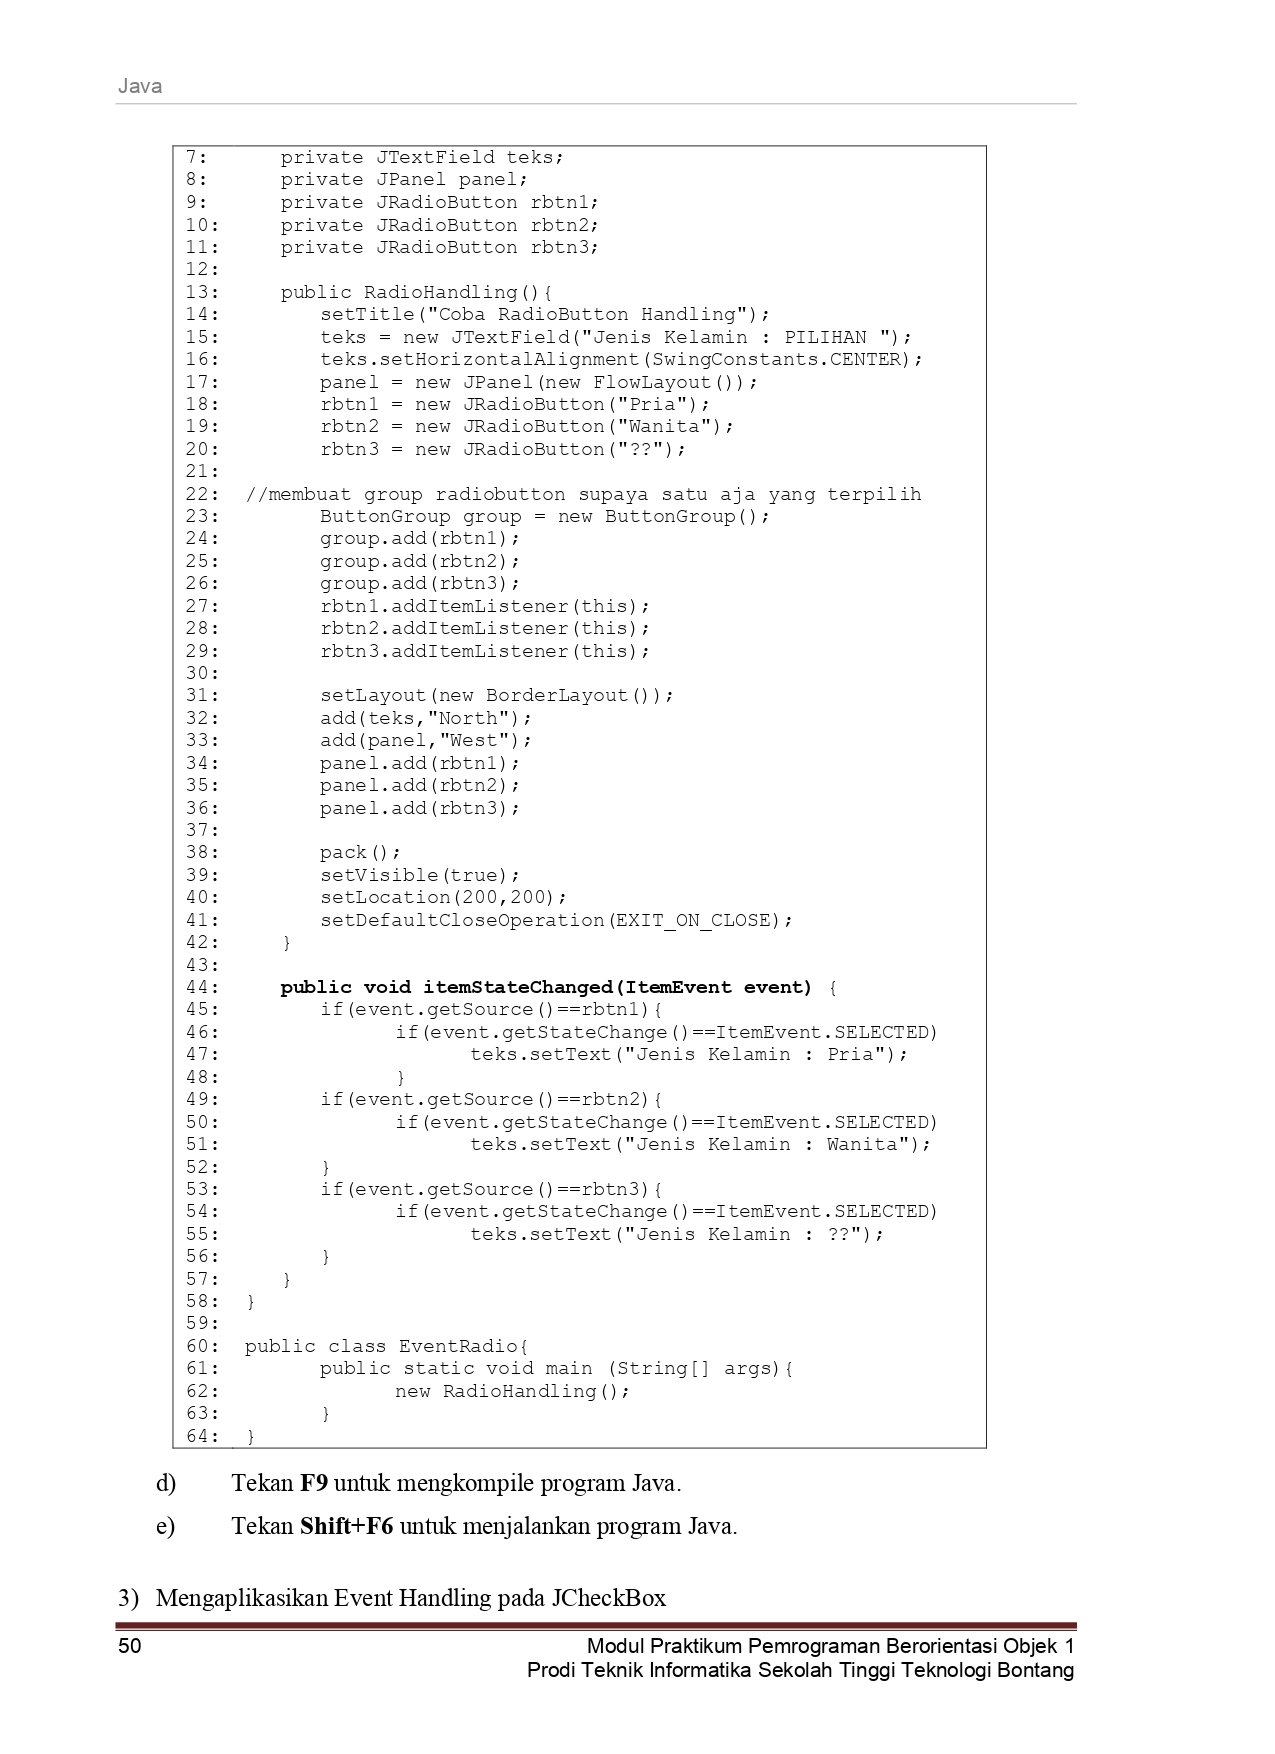 Java
7: private JTextField teks;
8: private JPanel panel;
9: private JRadioButton rbtn1;
10: private JRadioButton rbtn2;
11: private JRadioButton rbtn3;
12:
13: public RadioHandling(){
14: setTitle("Coba RadioButton Handling");
15: teks = new JTextField("Jenis Kelamin : PILIHAN ");
16: teks.setHorizontalAlignment(SwingConstants.CENTER);
17: panel = new JPanel(new FlowLayout());
18: rbtn1 = new JRadioButton("Pria");
19: rbtn2 = new JRadioButton("Wanita");
20: rbtn3 = new JRadioButton("??");
21:
22: //membuat group radiobutton supaya satu aja yang terpilih
23: ButtonGroup group = new ButtonGroup();
24: group.add(rbtn1);
25: group.add(rbtn2);
26: group.add(rbtn3);
27: rbtn1.addItemListener(this);
28: rbtn2.addItemListener(this);
29: rbtn3.addItemListener(this);
30:
31: setLayout(new BorderLayout());
32: add(teks,"North");
33: add(panel,"West");
34: panel.add(rbtn1);
35: panel.add(rbtn2);
36: panel.add(rbtn3);
37:
38: pack();
39: setVisible(true);
40: setLocation(200,200);
41: setDefaultCloseOperation(EXIT_ON_CLOSE);
42: }
43:
44: public void itemStateChanged(ItemEvent event) {
45: if(event.getSource()==rbtn1){
46: if(event.getStateChange()==ItemEvent.SELECTED)
47: teks.setText("Jenis Kelamin : Pria");
48: }
49: if(event.getSource()==rbtn2){
50: if(event.getStateChange()==ItemEvent.SELECTED)
51: teks.setText("Jenis Kelamin : Wanita");
52: }
53: if(event.getSource()==rbtn3){
54: if(event.getStateChange()==ItemEvent.SELECTED)
55: teks.setText("Jenis Kelamin : ??");
56: }
57: }
58: }
59:
60: public class EventRadio{
61: public static void main (String[] args){
62: new RadioHandling();
63: }
64: }
d) Tekan F9 untuk mengkompile program Java.
e) Tekan Shift+F6 untuk menjalankan program Java.
3) Mengaplikasikan Event Handling pada JCheckBox
50 Modul Praktikum Pemrograman Berorientasi Objek 1
Prodi Teknik Informatika Sekolah Tinggi Teknologi Bontang